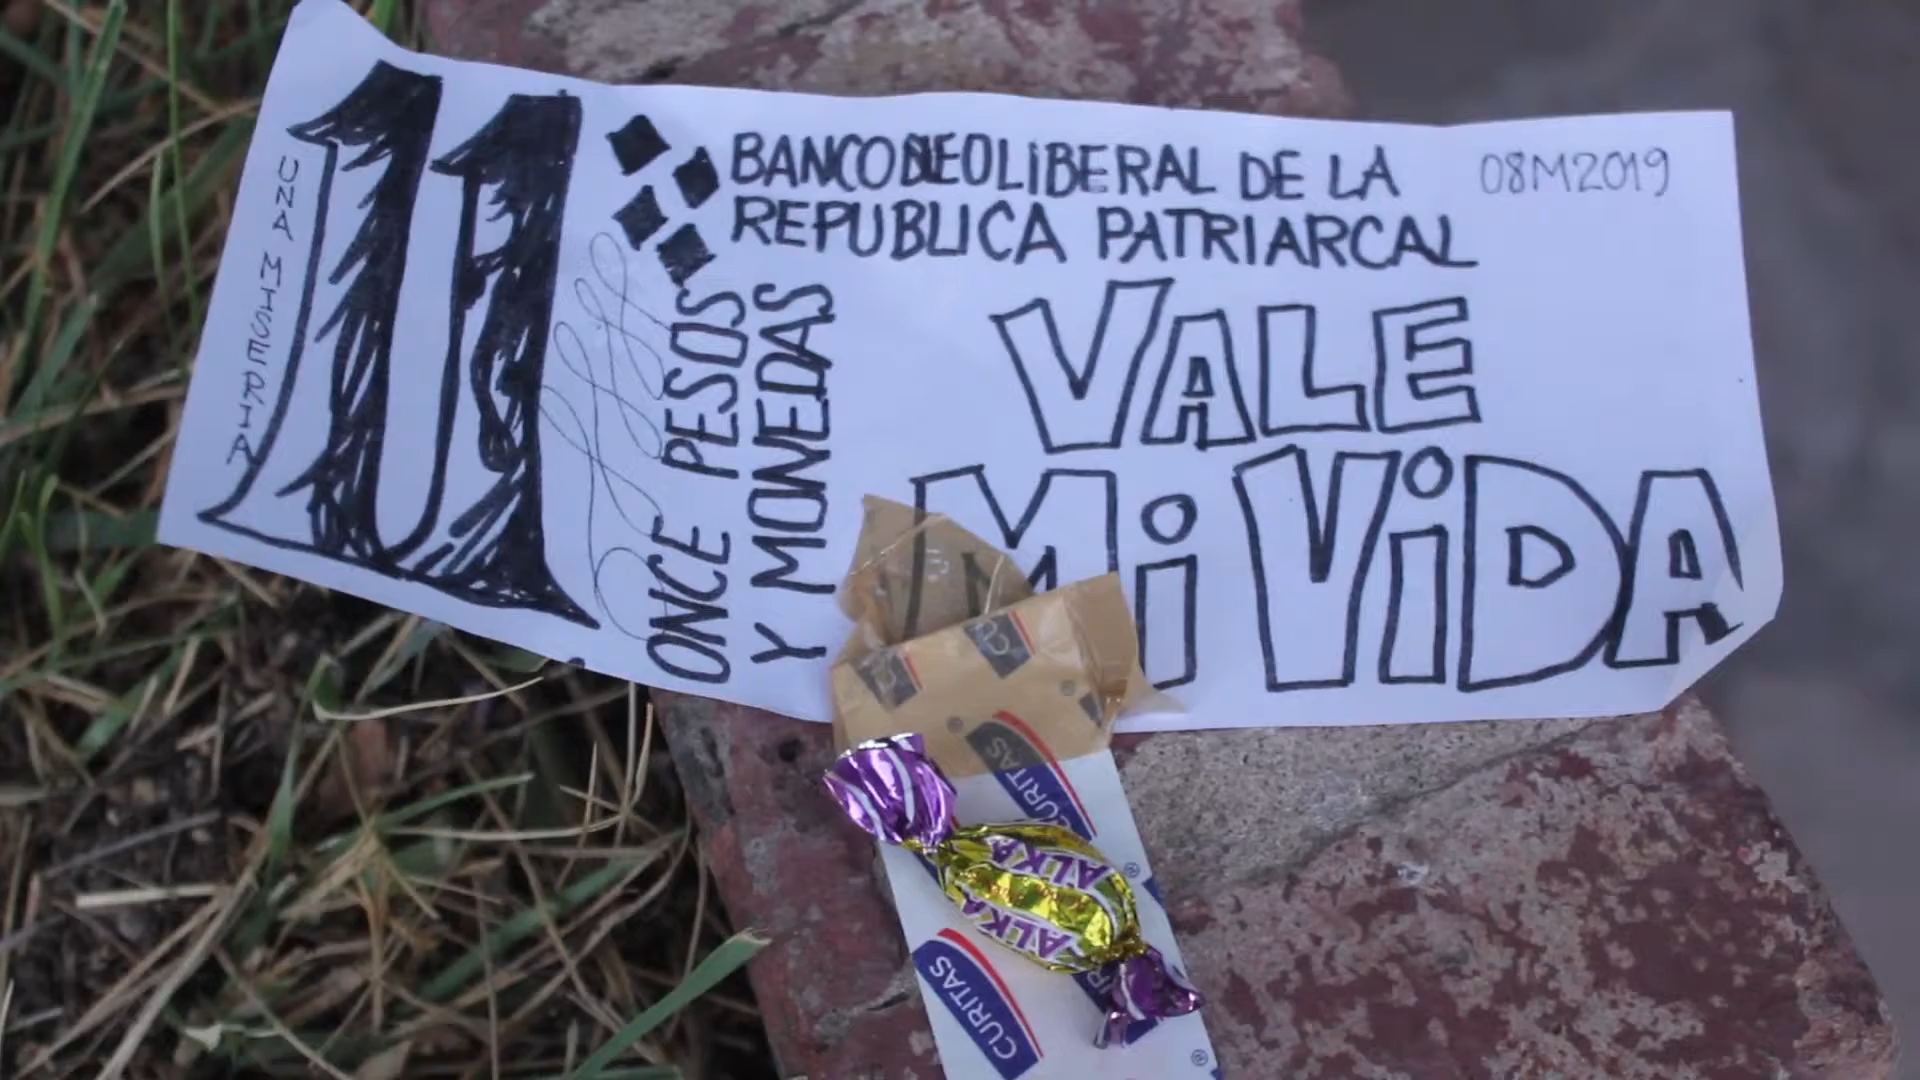 UNA MISERIA
11
BANCO NEOLIBERAL DE LA
REPUBLICA PATRIARCAL
08M2019
ONCE PESOS
Y MONEDAS
VALE
Mi ViDA
CURITAS
ALKA
ALKA
CURITAS